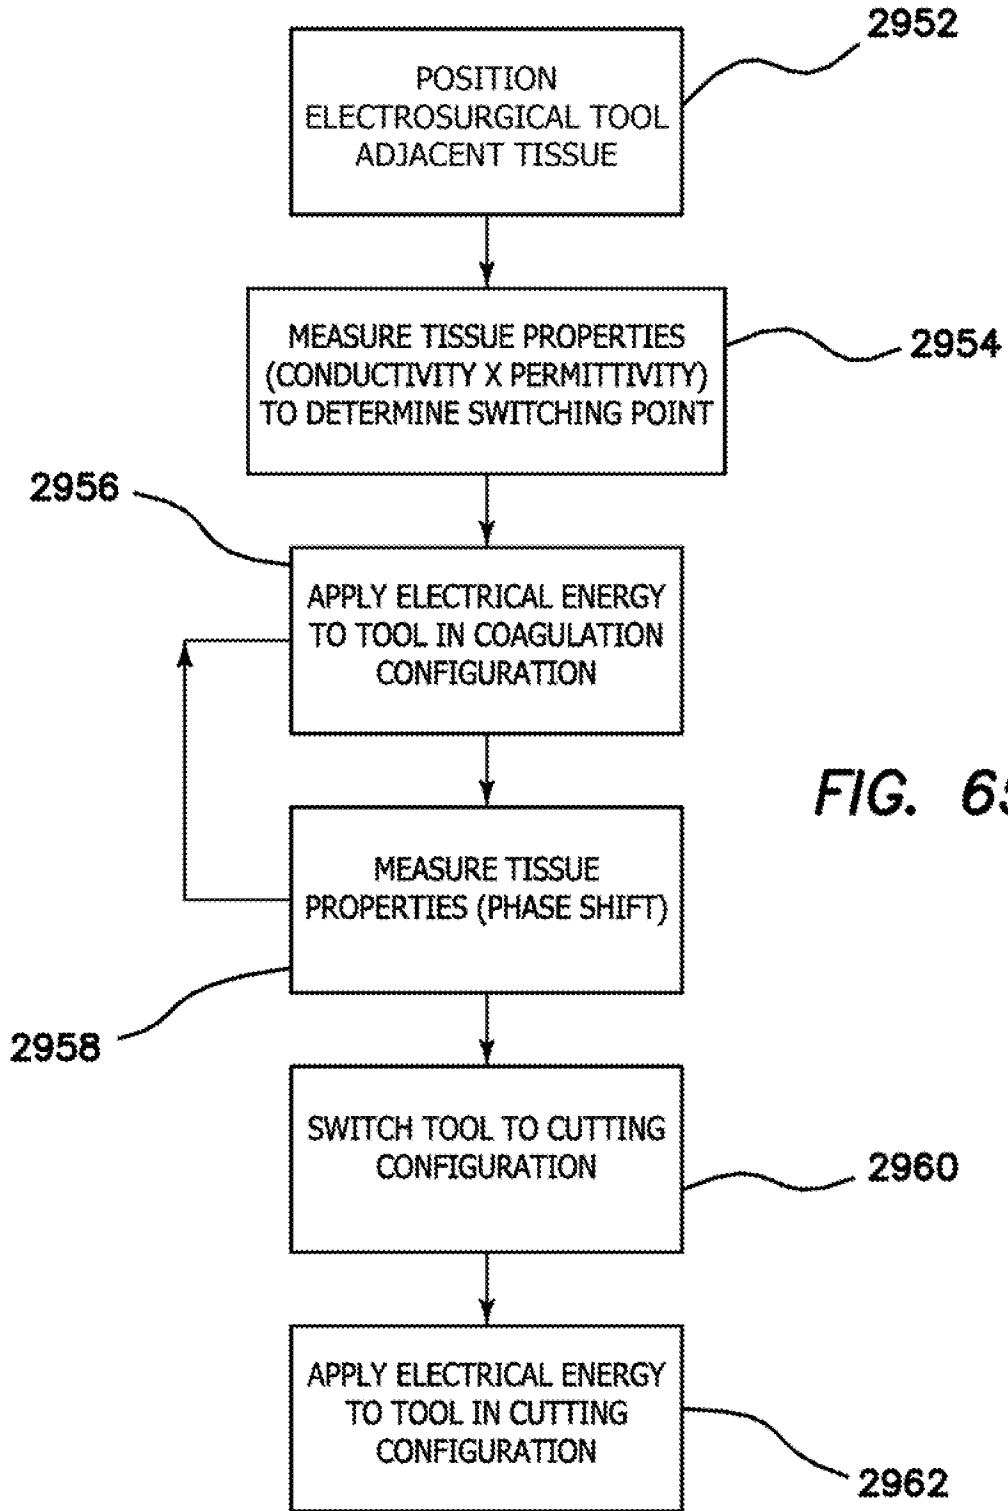 2952
POSITION
ELECTROSURGICAL TOOL
ADJACENT TISSUE
MEASURE TISSUE PROPERTIES
(CONDUCTIVITY X PERMITTIVITY)
TO DETERMINE SWITCHING POINT
2954
2956
APPLY ELECTRICAL ENERGY
TO TOOL IN COAGULATION
CONFIGURATION
MEASURE TISSUE
PROPERTIES (PHASE SHIFT)
2958
SWITCH TOOL TO CUTTING
CONFIGURATION
2960
APPLY ELECTRICAL ENERGY
TO TOOL IN CUTTING
CONFIGURATION
2962
FIG.